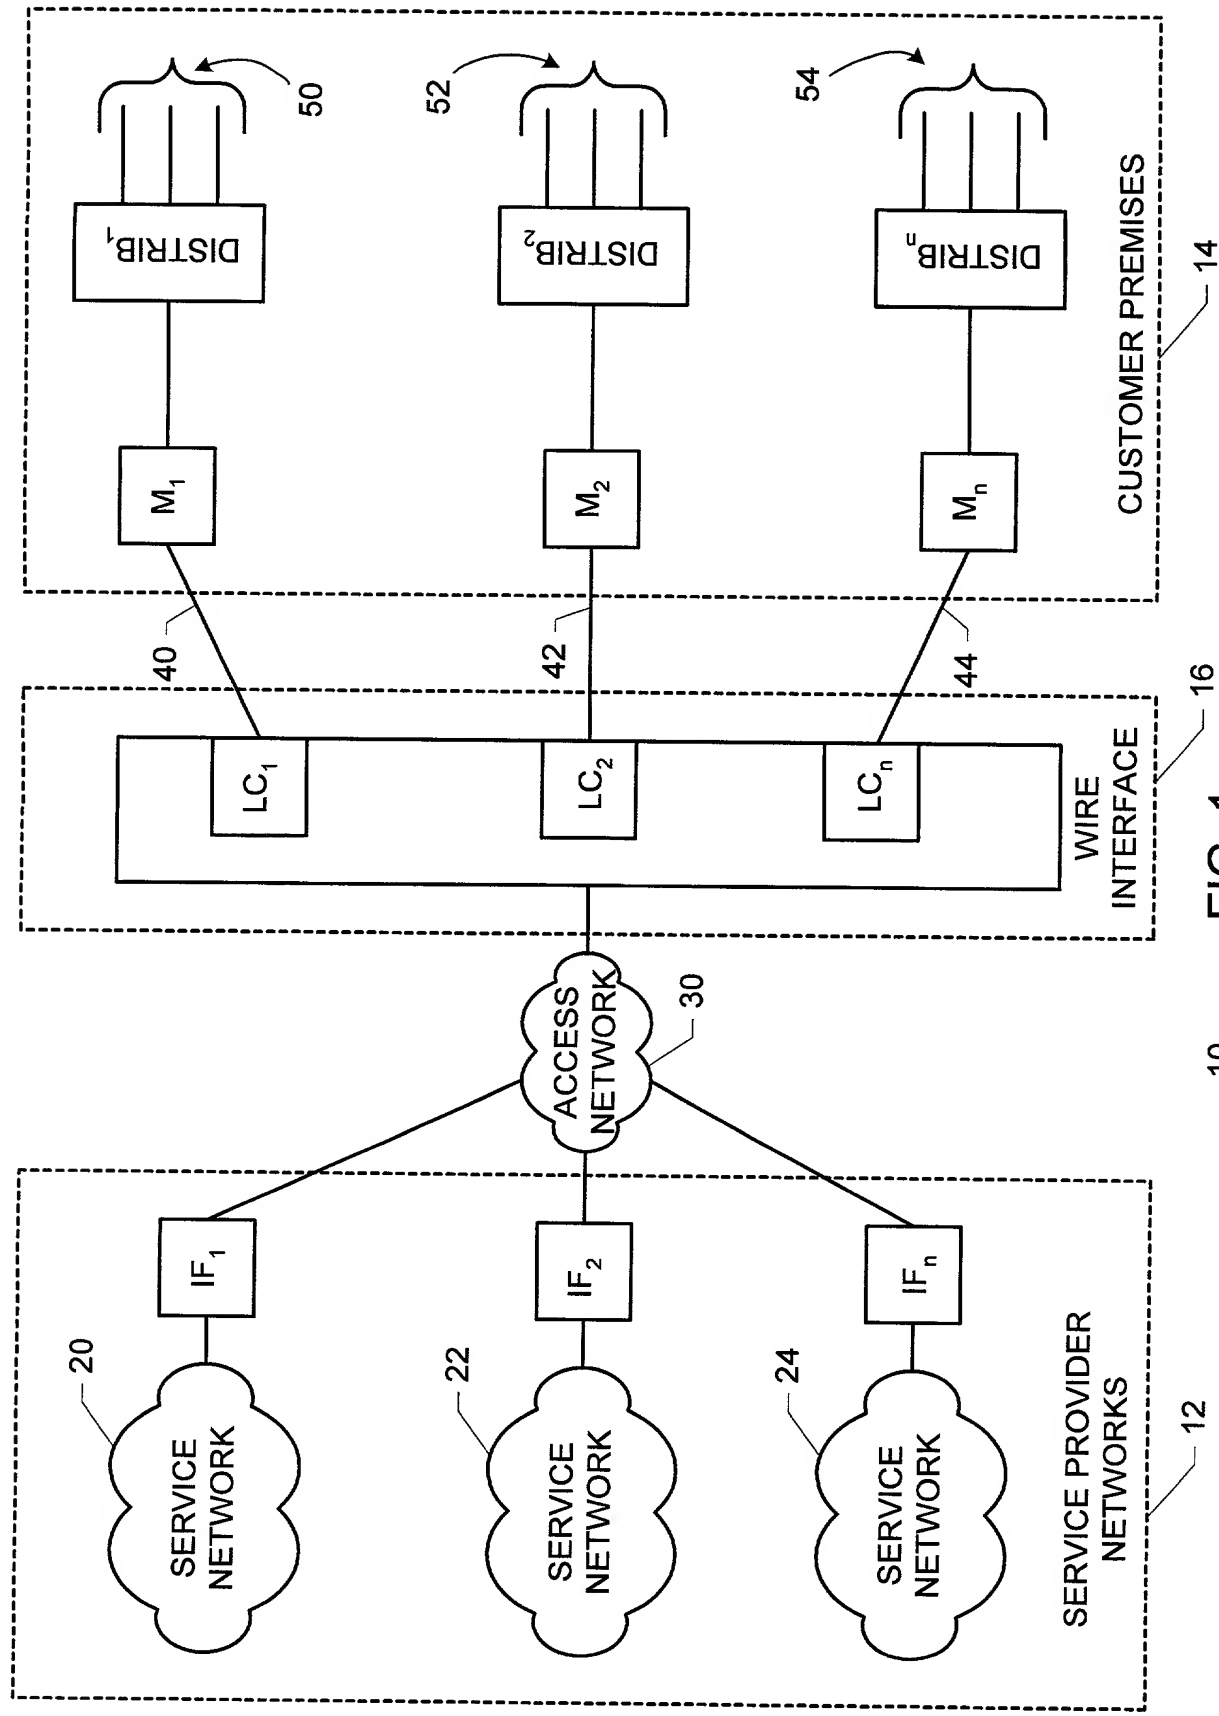 SERVICE
NETWORK
20
IF1
SERVICE
NETWORK
22
IF2
SERVICE
NETWORK
24
IFn
SERVICE PROVIDER
NETWORKS
12
ACCESS
NETWORK
30
LC1
LC2
LCn
WIRE
INTERFACE
16
40
42
44
M1
DISTRIB1
50
M2
DISTRIB2
52
Mn
DISTRIBn
54
CUSTOMER PREMISES
14